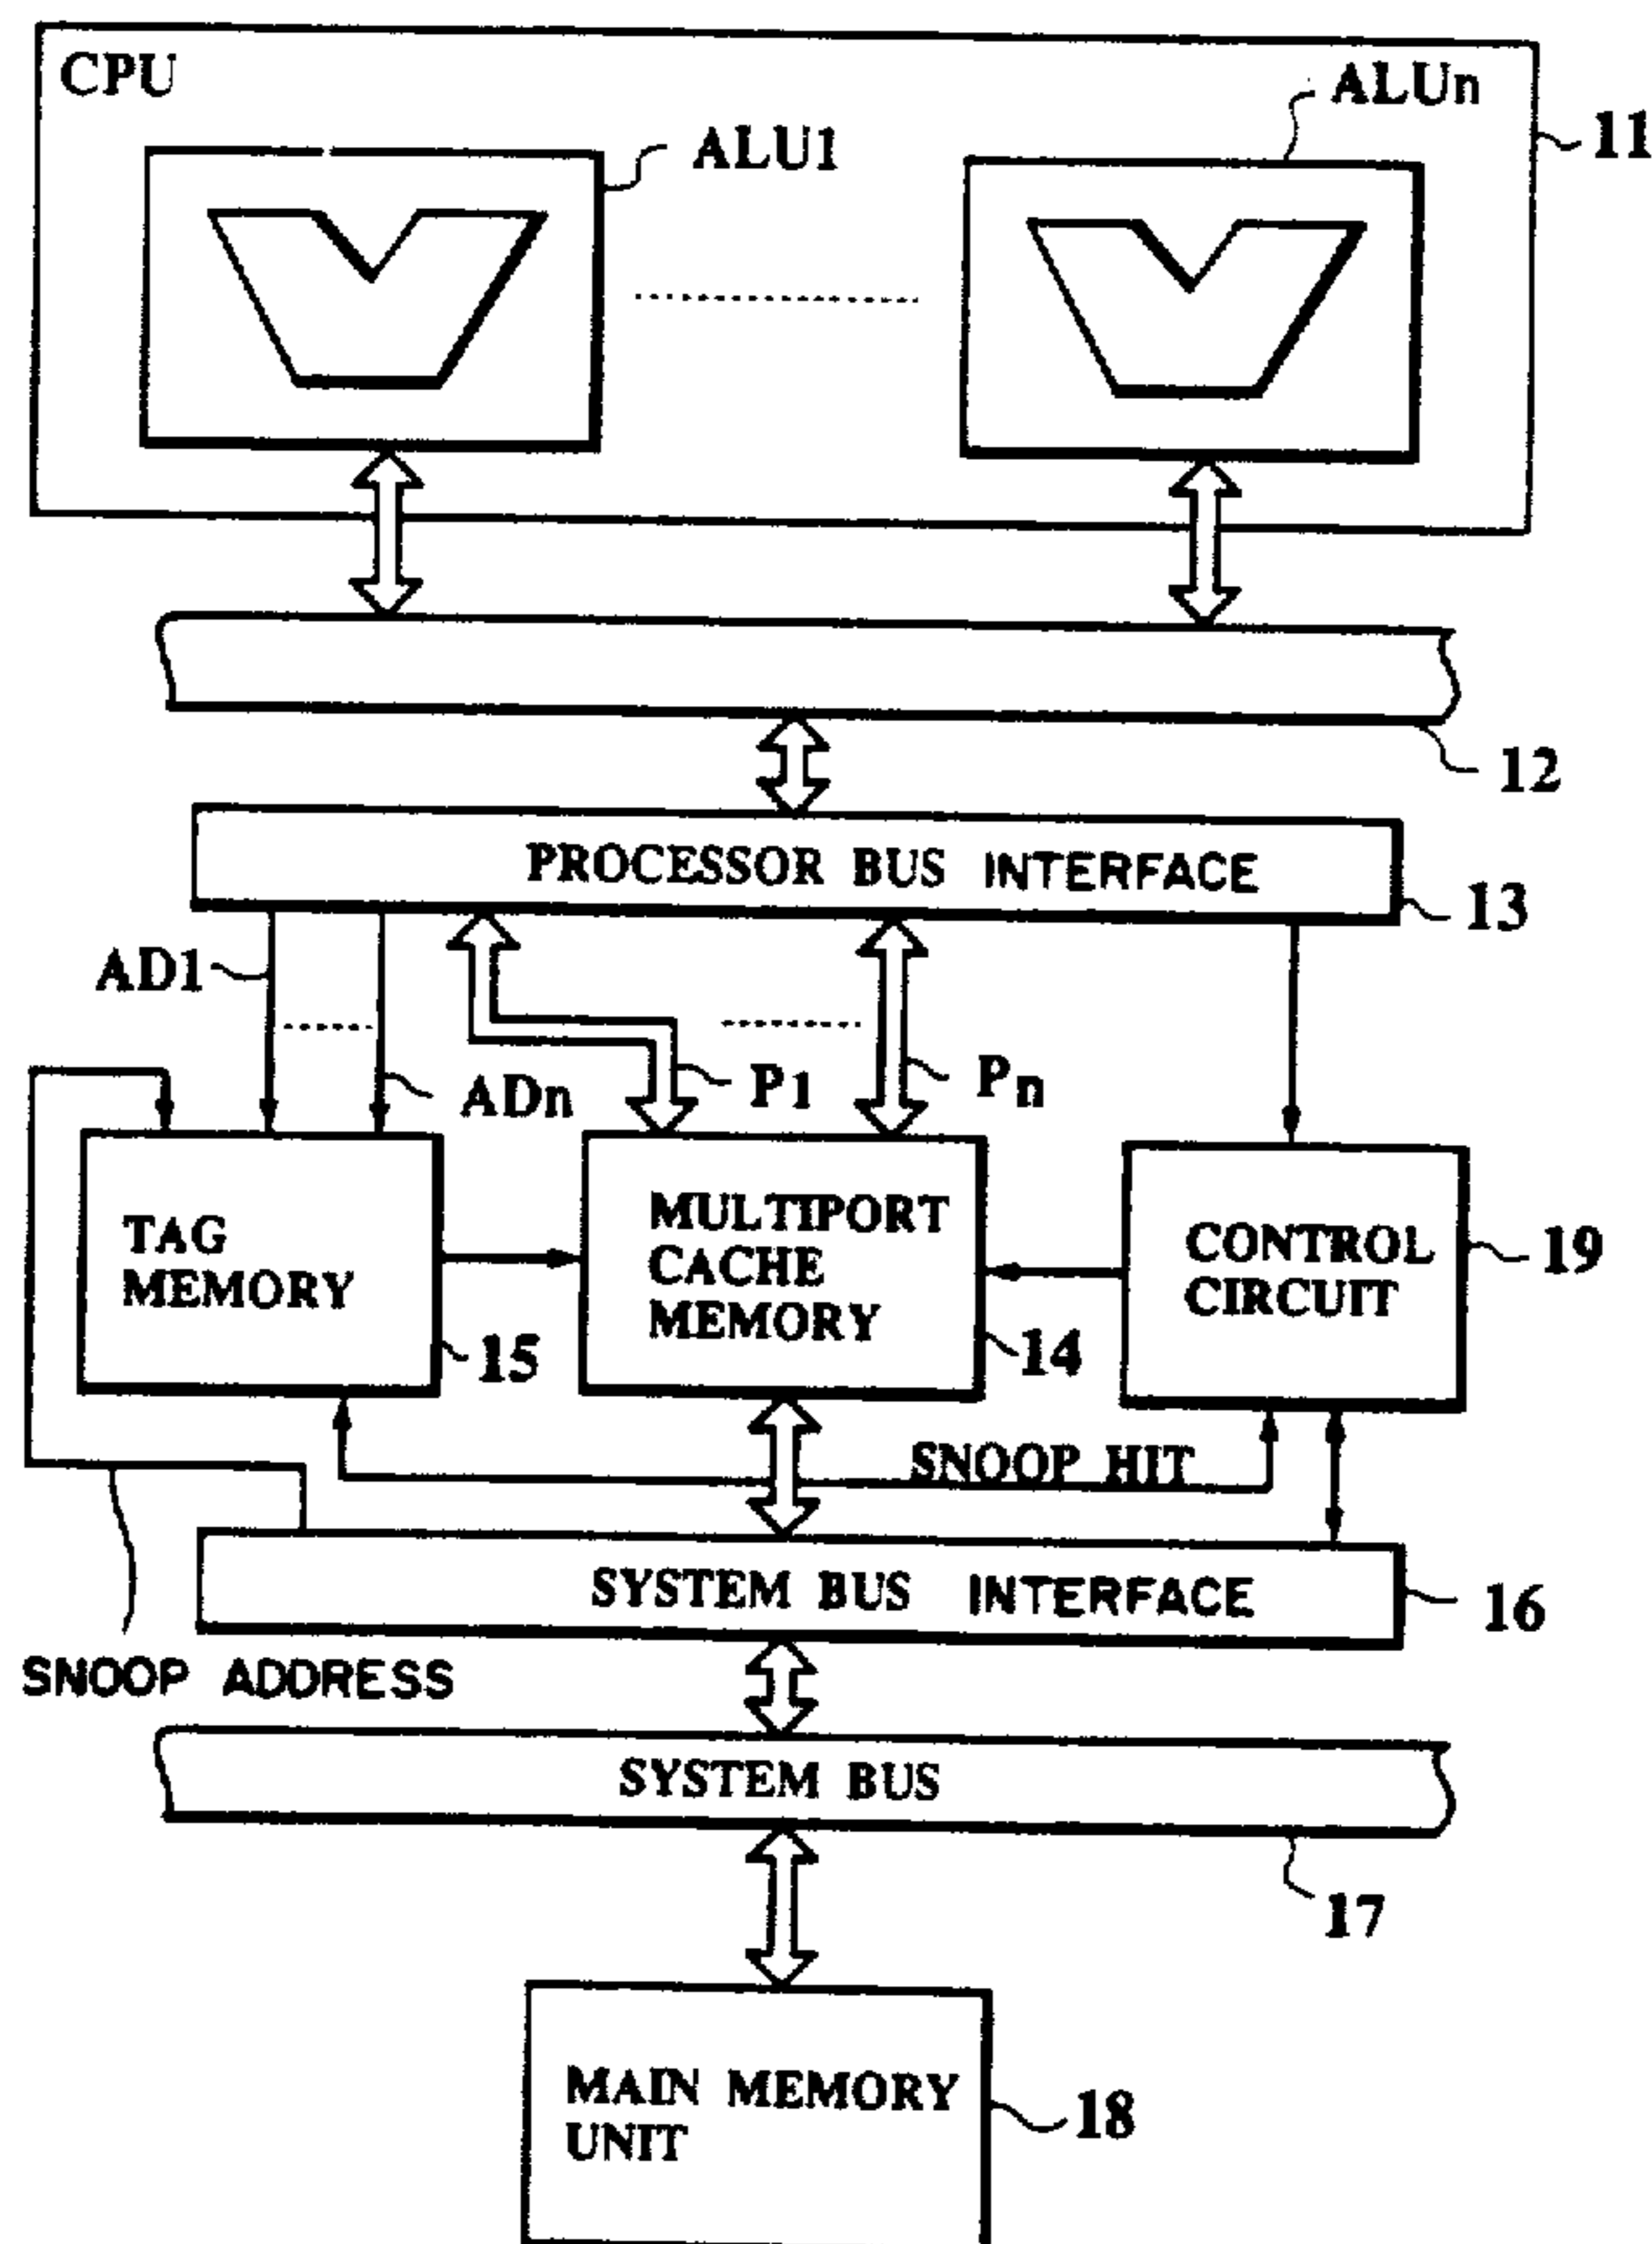 CPU
ALU1
ALUn
11
12
PROCESSOR BUS INTERFACE
13
AD1
ADn
P1
Pn
TAG
MEMORY
15
MULTIPORT
CACHE
MEMORY
14
CONTROL
CIRCUIT
19
SNOOP HIT
SYSTEM BUS INTERFACE
16
SNOOP ADDRESS
SYSTEM BUS
17
MAIN MEMORY
UNIT
18